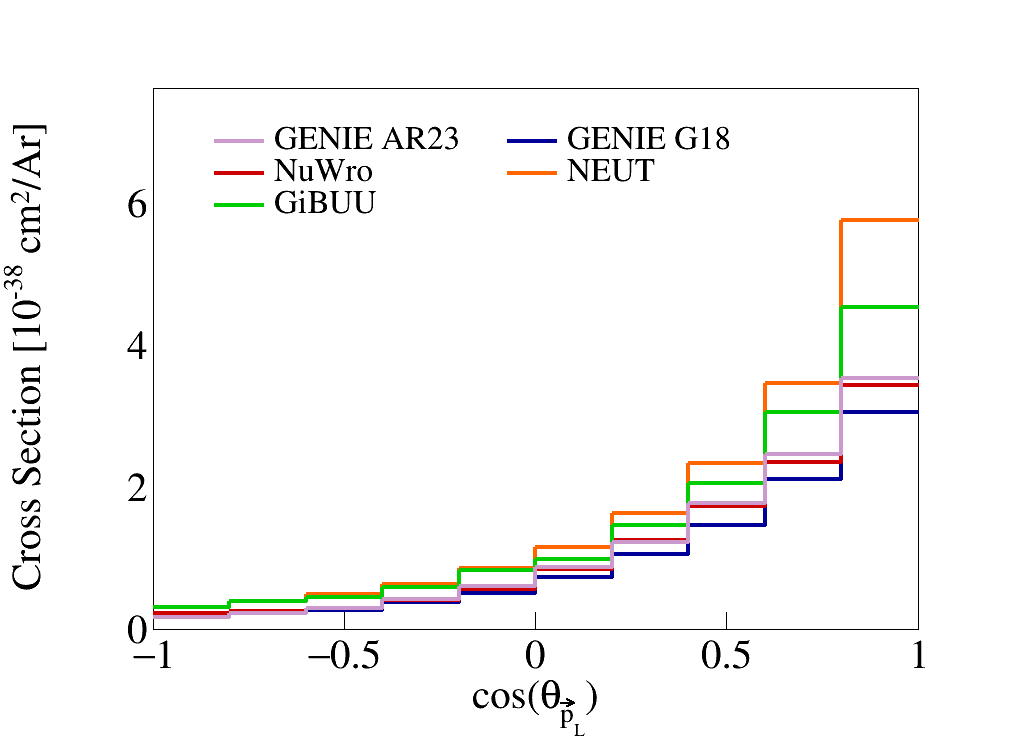 Cross Section [10⁻³⁸ cm²/Ar]
GENIE AR23
GENIE G18
NuWro
NEUT
GiBUU
6
4
2
0
−1
−0.5
0
0.5
1
cos(θ_p⃗_L)